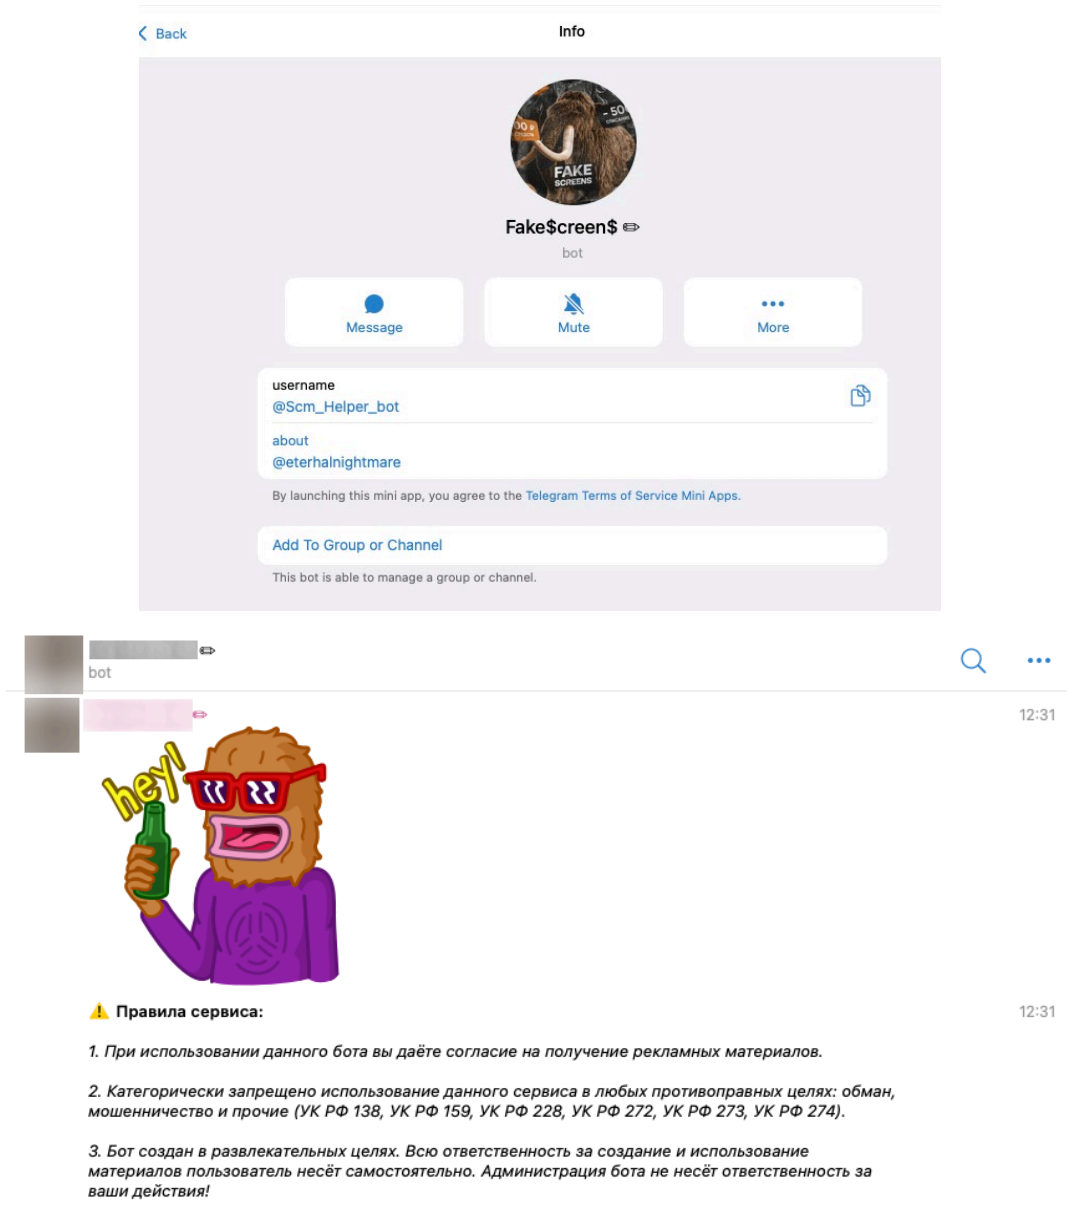 Back
Info
- 50
00 ₽
FAKE
SCREENS
Fake$creen$ ✏
bot
Message
Mute
More
username
@Scm_Helper_bot
about
@eterhalnightmare
By launching this mini app, you agree to the Telegram Terms of Service Mini Apps.
Add To Group or Channel
This bot is able to manage a group or channel.
bot
12:31
hey!
⚠ Правила сервиса:
12:31
1. При использовании данного бота вы даёте согласие на получение рекламных материалов.
2. Категорически запрещено использование данного сервиса в любых противоправных целях: обман,
мошенничество и прочие (УК РФ 138, УК РФ 159, УК РФ 228, УК РФ 272, УК РФ 273, УК РФ 274).
3. Бот создан в развлекательных целях. Всю ответственность за создание и использование
материалов пользователь несёт самостоятельно. Администрация бота не несёт ответственность за
ваши действия!